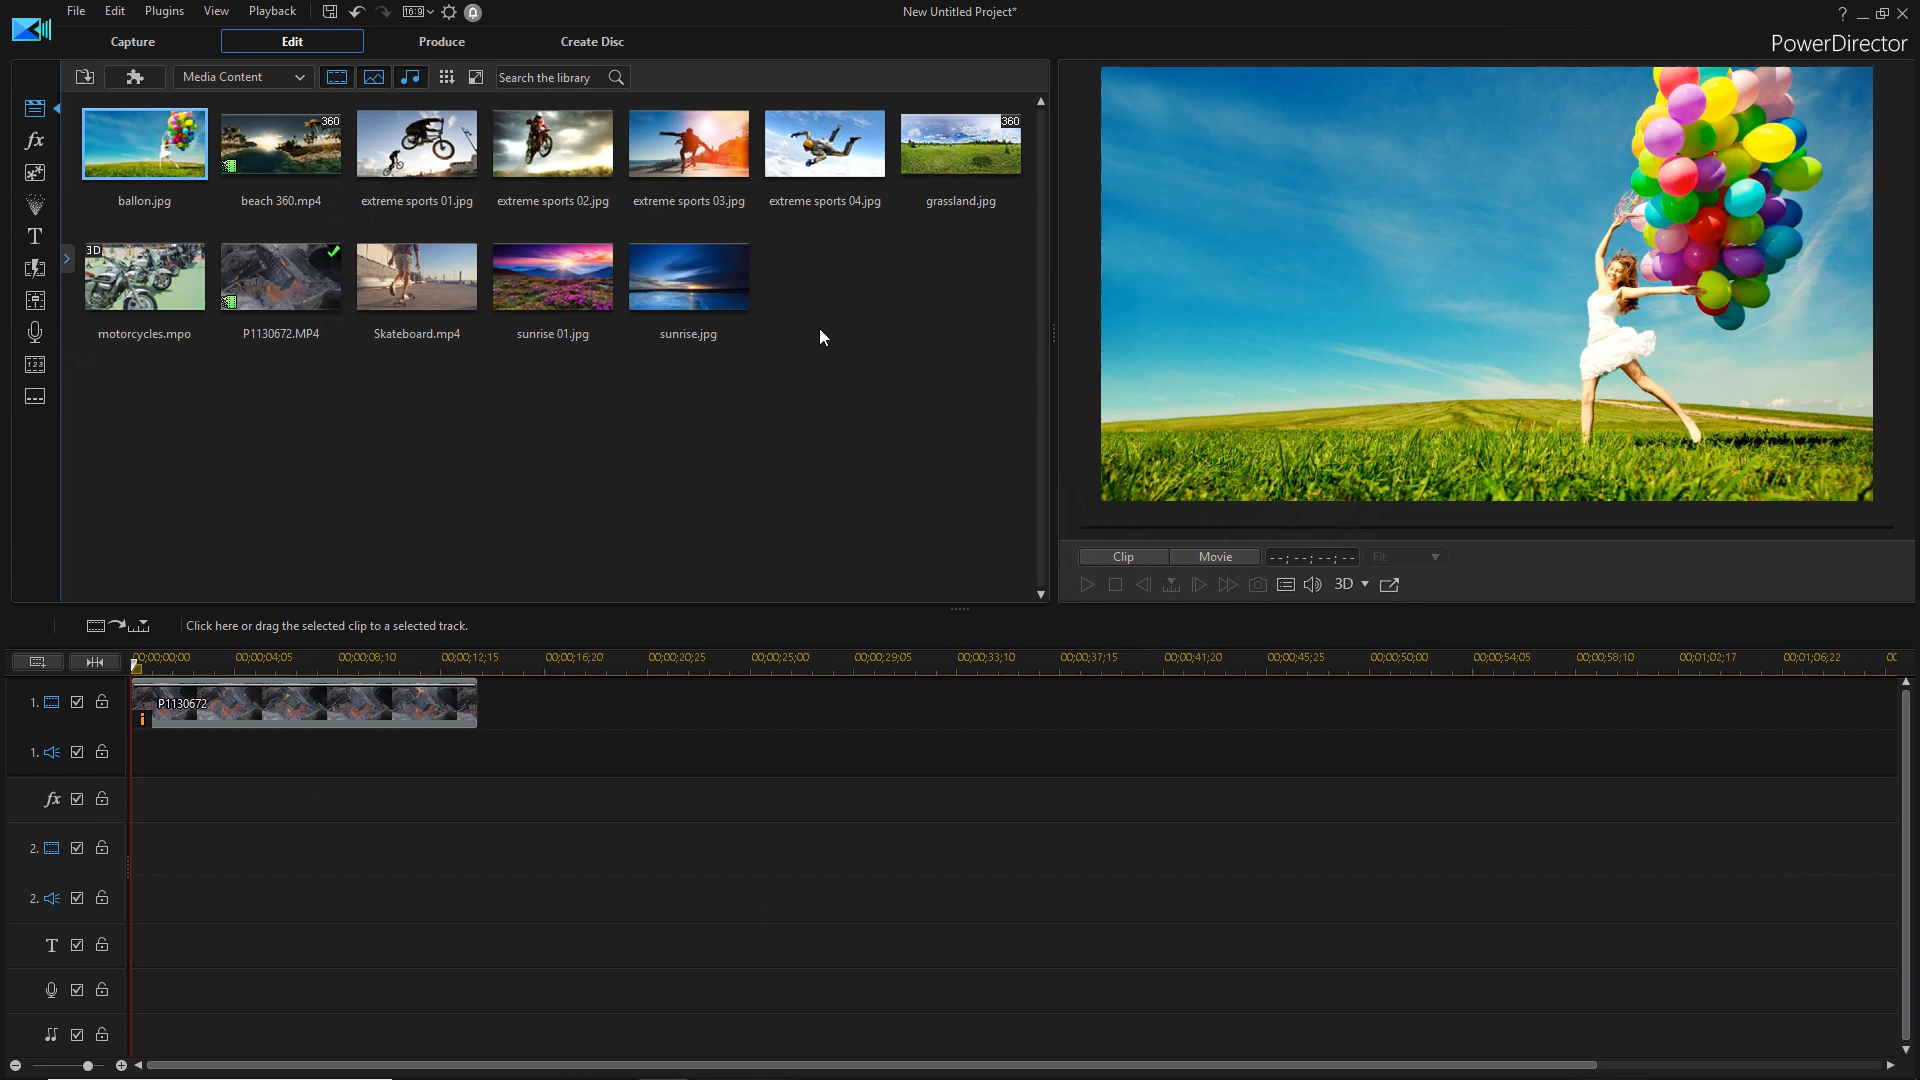 File Edit Plugins View Playback 16:9 New Untitled Project* ?
Capture Edit Produce Create Disc PowerDirector
Media Content Search the library
360 360
ballon.jpg beach 360.mp4 extreme sports 01.jpg extreme sports 02.jpg extreme sports 03.jpg extreme sports 04.jpg grassland.jpg
fx
T
3D
motorcycles.mpo P1130672.MP4 Skateboard.mp4 sunrise 01.jpg sunrise.jpg
123
Clip Movie --;--;--;-- Fit
3D
Click here or drag the selected clip to a selected track.
00;00;00;00 00;00;04;05 00;00;08;10 00;00;12;15 00;00;16;20 00;00;20;25 00;00;25;00 00;00;29;05 00;00;33;10 00;00;37;15 00;00;41;20 00;00;45;25 00;00;50;00 00;00;54;05 00;00;58;10 00;01;02;17 00;01;06;22
1. P1130672
i
1.
fx
2.
2.
T